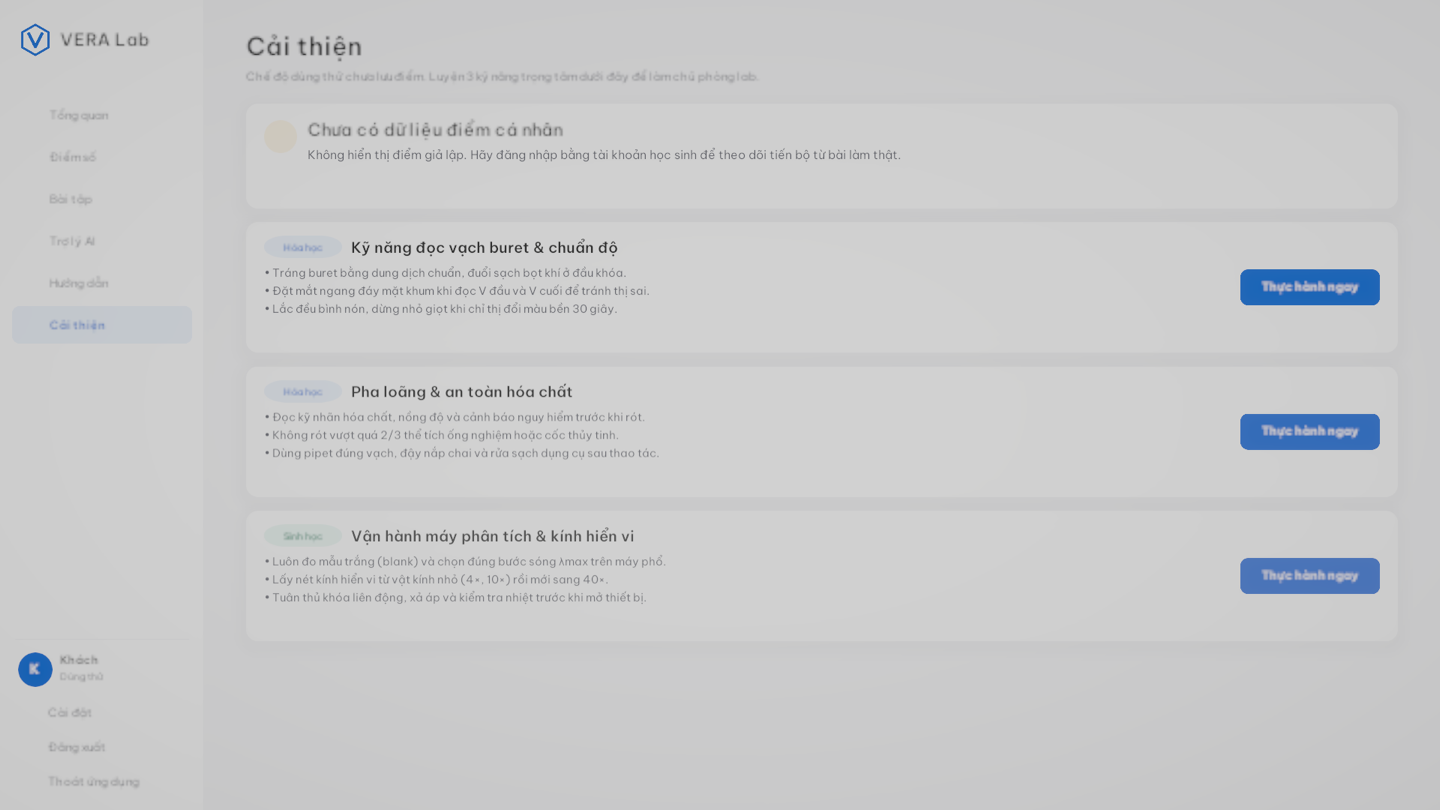 VERA Lab
Tổng quan
Điểm số
Bài tập
Trợ lý AI
Hướng dẫn
Cải thiện
K
Khách
Dùng thử
Cài đặt
Đăng xuất
Thoát ứng dụng
Cải thiện
Chế độ dùng thử chưa lưu điểm. Luyện 3 kỹ năng trọng tâm dưới đây để làm chủ phòng lab.
Chưa có dữ liệu điểm cá nhân
Không hiển thị điểm giả lập. Hãy đăng nhập bằng tài khoản học sinh để theo dõi tiến bộ từ bài làm thật.
Hóa học
Kỹ năng đọc vạch buret & chuẩn độ
• Tráng buret bằng dung dịch chuẩn, đuổi sạch bọt khí ở đầu khóa.
• Đặt mắt ngang đáy mặt khum khi đọc V đầu và V cuối để tránh thị sai.
• Lắc đều bình nón, dừng nhỏ giọt khi chỉ thị đổi màu bền 30 giây.
Thực hành ngay
Hóa học
Pha loãng & an toàn hóa chất
• Đọc kỹ nhãn hóa chất, nồng độ và cảnh báo nguy hiểm trước khi rót.
• Không rót vượt quá 2/3 thể tích ống nghiệm hoặc cốc thủy tinh.
• Dùng pipet đúng vạch, đậy nắp chai và rửa sạch dụng cụ sau thao tác.
Thực hành ngay
Sinh học
Vận hành máy phân tích & kính hiển vi
• Luôn đo mẫu trắng (blank) và chọn đúng bước sóng λmax trên máy phổ.
• Lấy nét kính hiển vi từ vật kính nhỏ (4×, 10×) rồi mới sang 40×.
• Tuân thủ khóa liên động, xả áp và kiểm tra nhiệt trước khi mở thiết bị.
Thực hành ngay